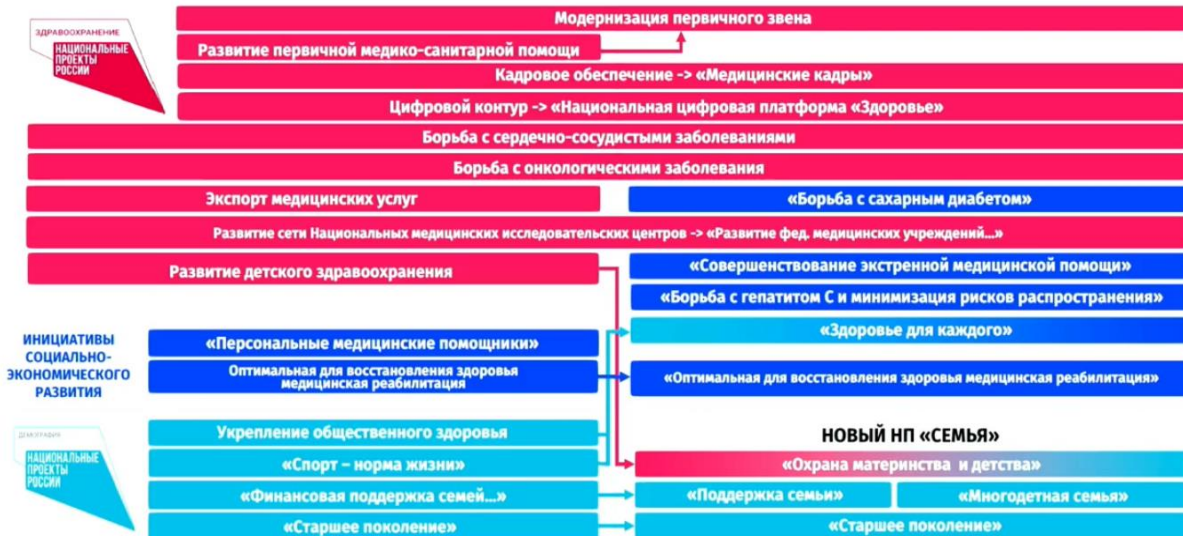 Модернизация первичного звена
ЗДРАВООХРАНЕНИЕ
НАЦИОНАЛЬНЫЕ
ПРОЕКТЫ
РОССИИ
Развитие первичной медико-санитарной помощи
Кадровое обеспечение -> «Медицинские кадры»
Цифровой контур -> «Национальная цифровая платформа «Здоровье»
Борьба с сердечно-сосудистыми заболеваниями
Борьба с онкологическими заболевания
Экспорт медицинских услуг
«Борьба с сахарным диабетом»
Развитие сети Национальных медицинских исследовательских центров -> «Развитие фед. медицинских учреждений...»
Развитие детского здравоохранения
«Совершенствование экстренной медицинской помощи»
«Борьба с гепатитом С и минимизация рисков распространения»
«Здоровье для каждого»
ИНИЦИАТИВЫ
СОЦИАЛЬНО-
ЭКОНОМИЧЕСКОГО
РАЗВИТИЯ
«Персональные медицинские помощники»
Оптимальная для восстановления здоровья
медицинская реабилитация
«Оптимальная для восстановления здоровья медицинская реабилитация»
ДЕМОГРАФИЯ
НАЦИОНАЛЬНЫЕ
ПРОЕКТЫ
РОССИИ
Укрепление общественного здоровья
НОВЫЙ НП «СЕМЬЯ»
«Спорт – норма жизни»
«Охрана материнства и детства»
«Финансовая поддержка семей...»
«Поддержка семьи»
«Многодетная семья»
«Старшее поколение»
«Старшее поколение»